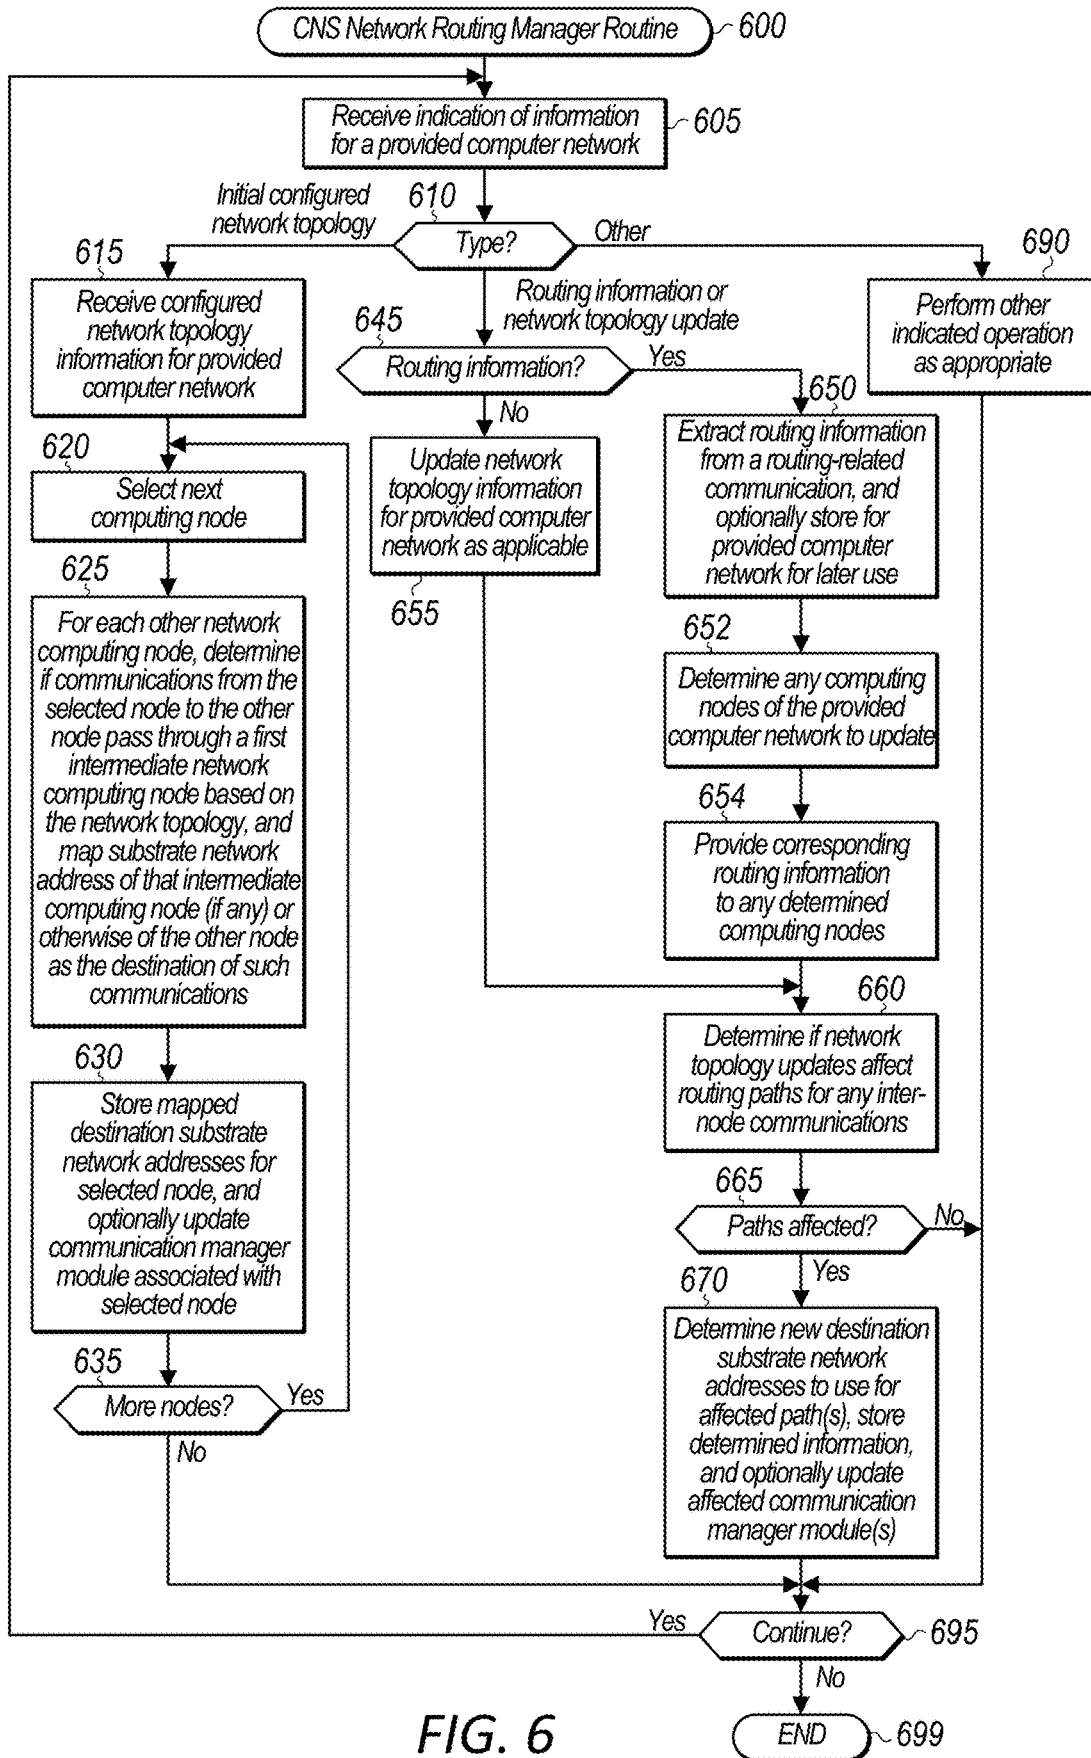 CNS Network Routing Manager Routine
600
Receive indication of information
for a provided computer network
605
Initial configured
network topology
610
Type?
Other
615
Receive configured
network topology
information for provided
computer network
Routing information or
network topology update
690
Perform other
indicated operation
as appropriate
645
Routing information?
Yes
No
620
Select next
computing node
Update network
topology information
for provided computer
network as applicable
655
650
Extract routing information
from a routing-related
communication, and
optionally store for
provided computer
network for later use
625
For each other network
computing node, determine
if communications from the
selected node to the other
node pass through a first
intermediate network
computing node based on
the network topology, and
map substrate network
address of that intermediate
computing node (if any) or
otherwise of the other node
as the destination of such
communications
652
Determine any computing
nodes of the provided
computer network to update
654
Provide corresponding
routing information
to any determined
computing nodes
660
Determine if network
topology updates affect
routing paths for any inter-
node communications
630
Store mapped
destination substrate
network addresses for
selected node, and
optionally update
communication manager
module associated with
selected node
665
Paths affected?
No
Yes
635
More nodes?
Yes
No
670
Determine new destination
substrate network
addresses to use for
affected path(s), store
determined information,
and optionally update
affected communication
manager module(s)
Yes
Continue?
695
No
END
699
FIG. 6